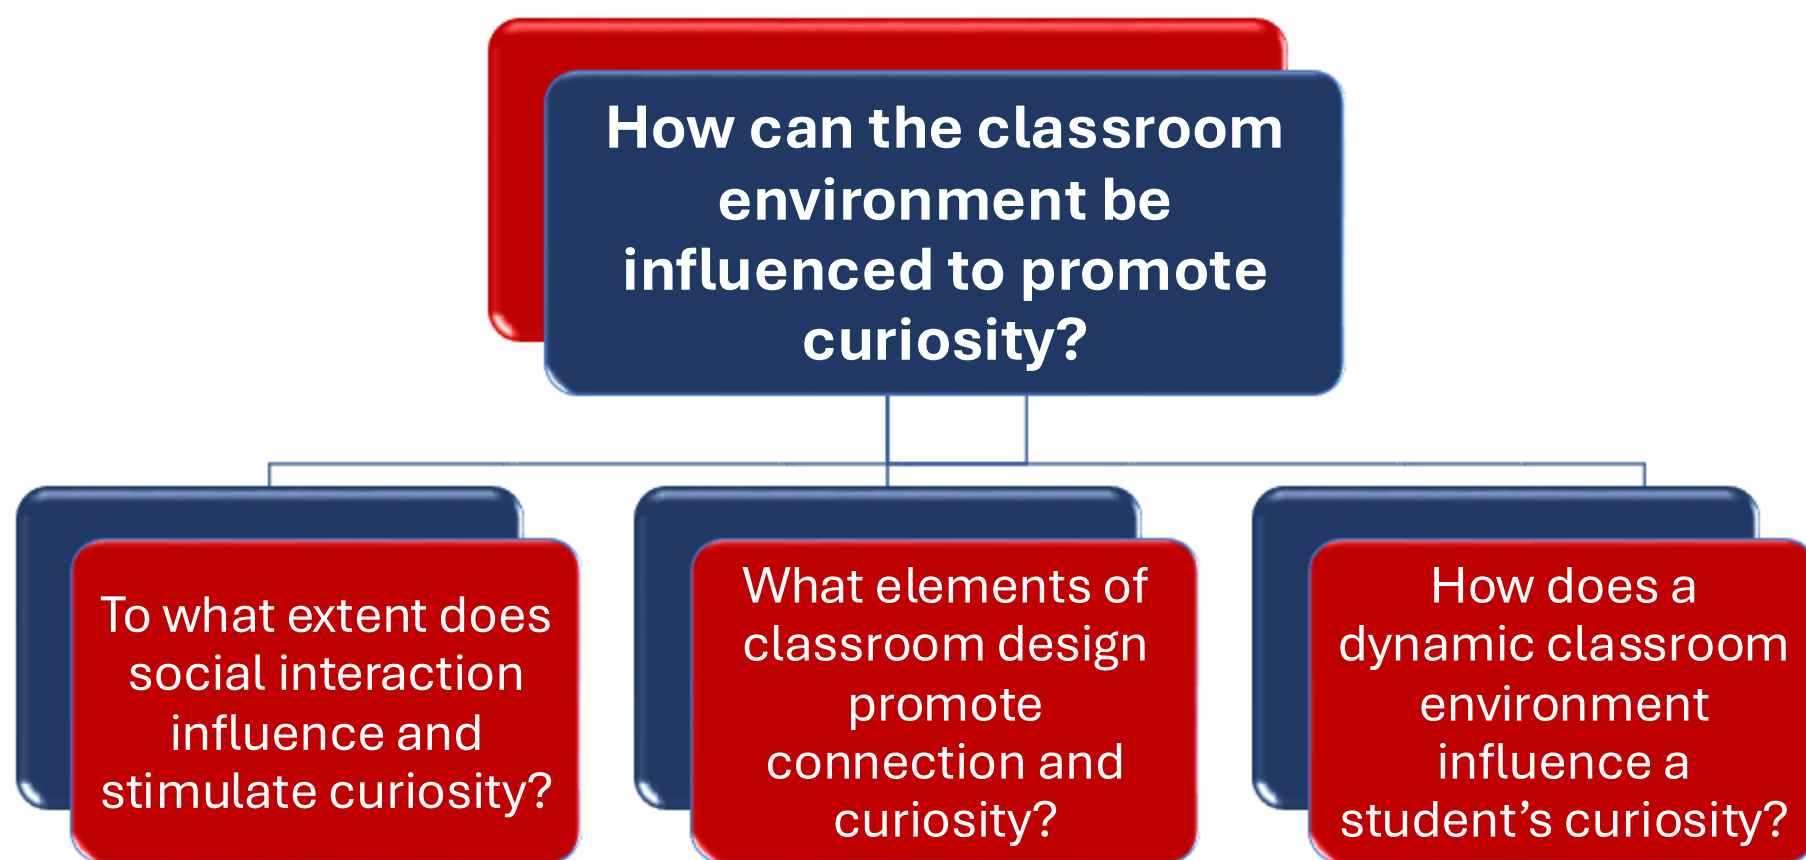 How can the classroom
environment be
influenced to promote
curiosity?
To what extent does
social interaction
influence and
stimulate curiosity?
What elements of
classroom design
promote
connection and
curiosity?
How does a
dynamic classroom
environment
influence a
student’s curiosity?